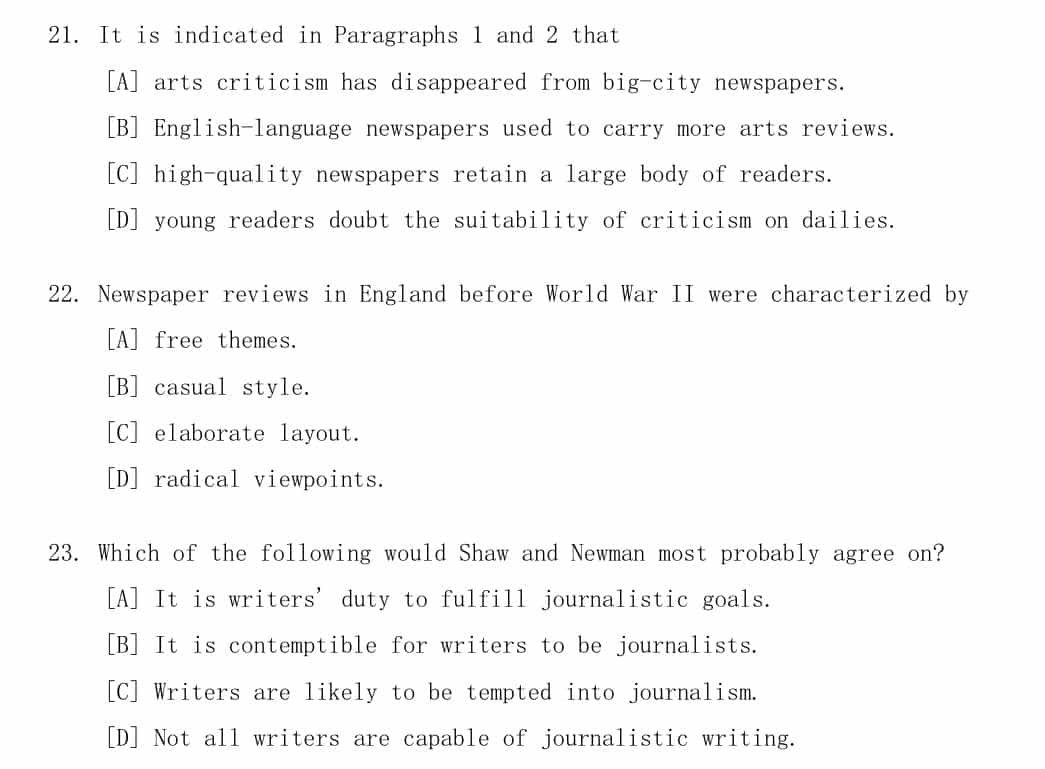 21. It is indicated in Paragraphs 1 and 2 that
[A] arts criticism has disappeared from big-city newspapers.
[B] English-language newspapers used to carry more arts reviews.
[C] high-quality newspapers retain a large body of readers.
[D] young readers doubt the suitability of criticism on dailies.
22. Newspaper reviews in England before World War II were characterized by
[A] free themes.
[B] casual style.
[C] elaborate layout.
[D] radical viewpoints.
23. Which of the following would Shaw and Newman most probably agree on?
[A] It is writers' duty to fulfill journalistic goals.
[B] It is contemptible for writers to be journalists.
[C] Writers are likely to be tempted into journalism.
[D] Not all writers are capable of journalistic writing.